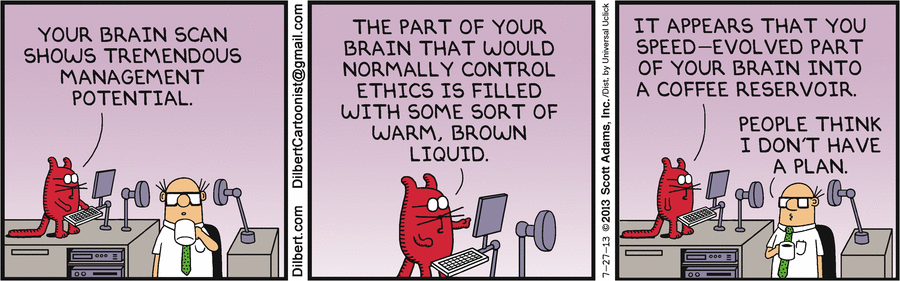 YOUR BRAIN SCAN
SHOWS TREMENDOUS
MANAGEMENT
POTENTIAL.
Dilbert.com DilbertCartoonist@gmail.com
THE PART OF YOUR
BRAIN THAT WOULD
NORMALLY CONTROL
ETHICS IS FILLED
WITH SOME SORT OF
WARM, BROWN
LIQUID.
7-27-13 © 2013 Scott Adams, Inc. /Dist. by Universal Uclick
IT APPEARS THAT YOU
SPEED-EVOLVED PART
OF YOUR BRAIN INTO
A COFFEE RESERVOIR.
PEOPLE THINK
I DON'T HAVE
A PLAN.